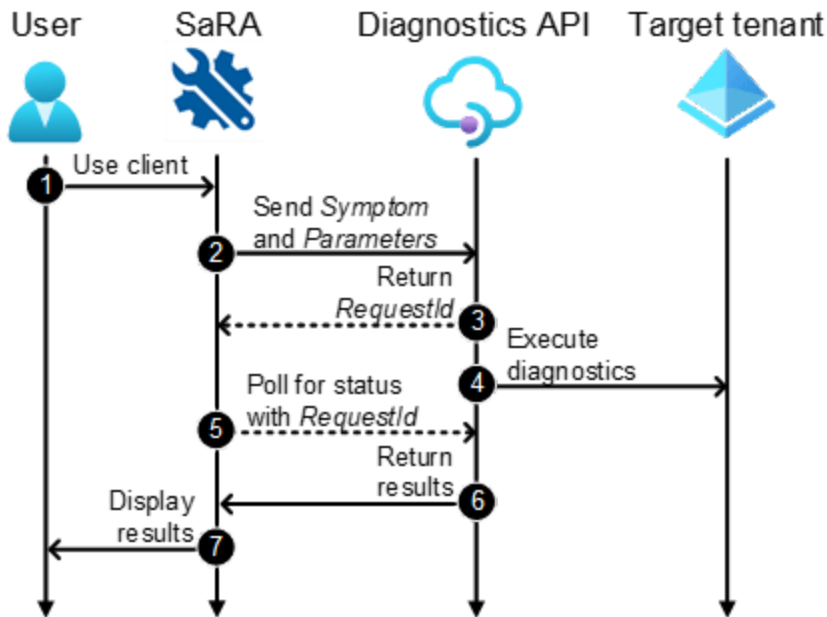 User
SaRA
Diagnostics API
Target tenant
1
Use client
2
Send Symptom
and Parameters
Return
RequestId
3
Execute
diagnostics
4
Poll for status
with RequestId
5
Return
results
6
Display
results
7